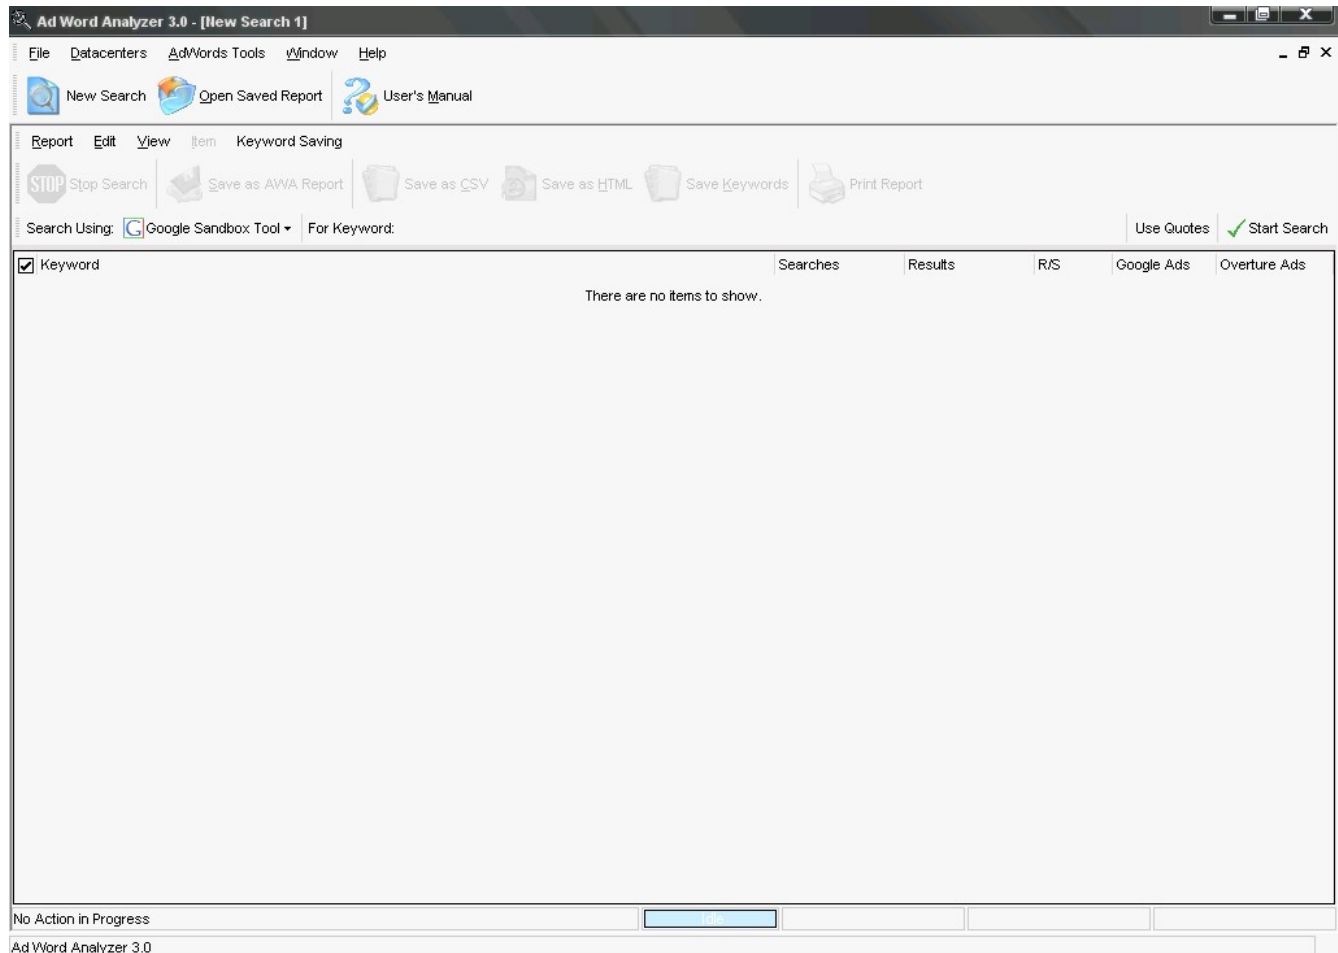 Ad Word Analyzer 3.0 - [New Search 1]
File Datacenters AdWords Tools Window Help
New Search Open Saved Report User's Manual
Report Edit View Item Keyword Saving
STOP Stop Search Save as AWA Report Save as CSV Save as HTML Save Keywords Print Report
Search Using: G Google Sandbox Tool For Keyword: Use Quotes Start Search
Keyword Searches Results R/S Google Ads Overture Ads
There are no items to show.
No Action in Progress Idle
Ad Word Analyzer 3.0